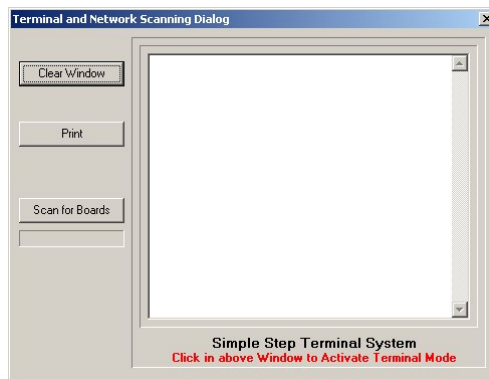 Terminal and Network Scanning Dialog
Clear Window
Print
Scan for Boards
Simple Step Terminal System
Click in above Window to Activate Terminal Mode